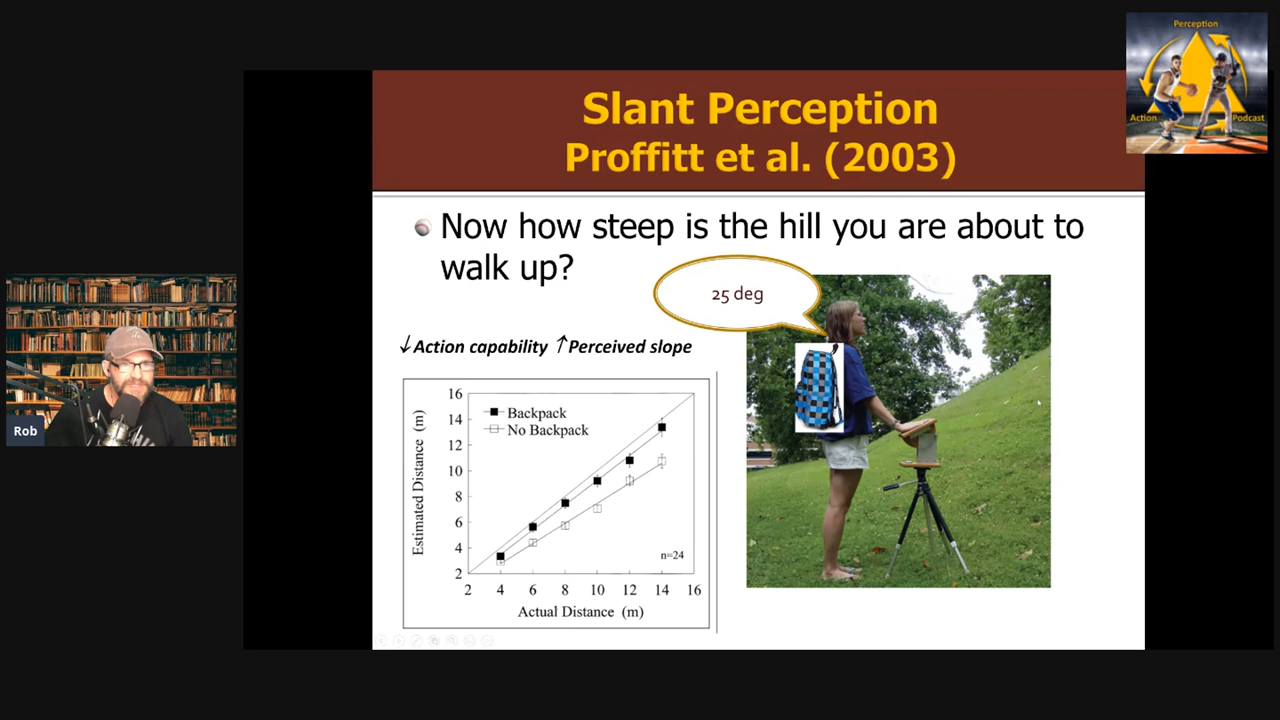 Perception
Action
Podcast
Slant Perception
Proffitt et al. (2003)
Now how steep is the hill you are about to
walk up?
25 deg
↓Action capability ↑Perceived slope
16
14
12
10
8
6
4
2
Estimated Distance (m)
Backpack
No Backpack
n=24
2 4 6 8 10 12 14 16
Actual Distance (m)
Rob